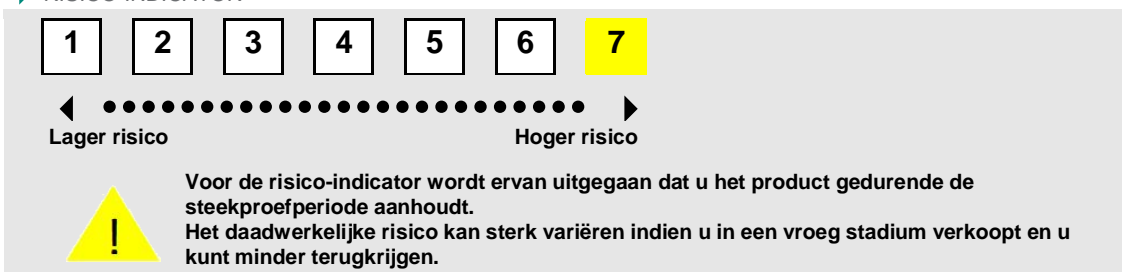 RISICO-INDICATOR
1 2 3 4 5 6 7
Lager risico Hoger risico
!
Voor de risico-indicator wordt ervan uitgegaan dat u het product gedurende de
steekproefperiode aanhoudt.
Het daadwerkelijke risico kan sterk variëren indien u in een vroeg stadium verkoopt en u
kunt minder terugkrijgen.